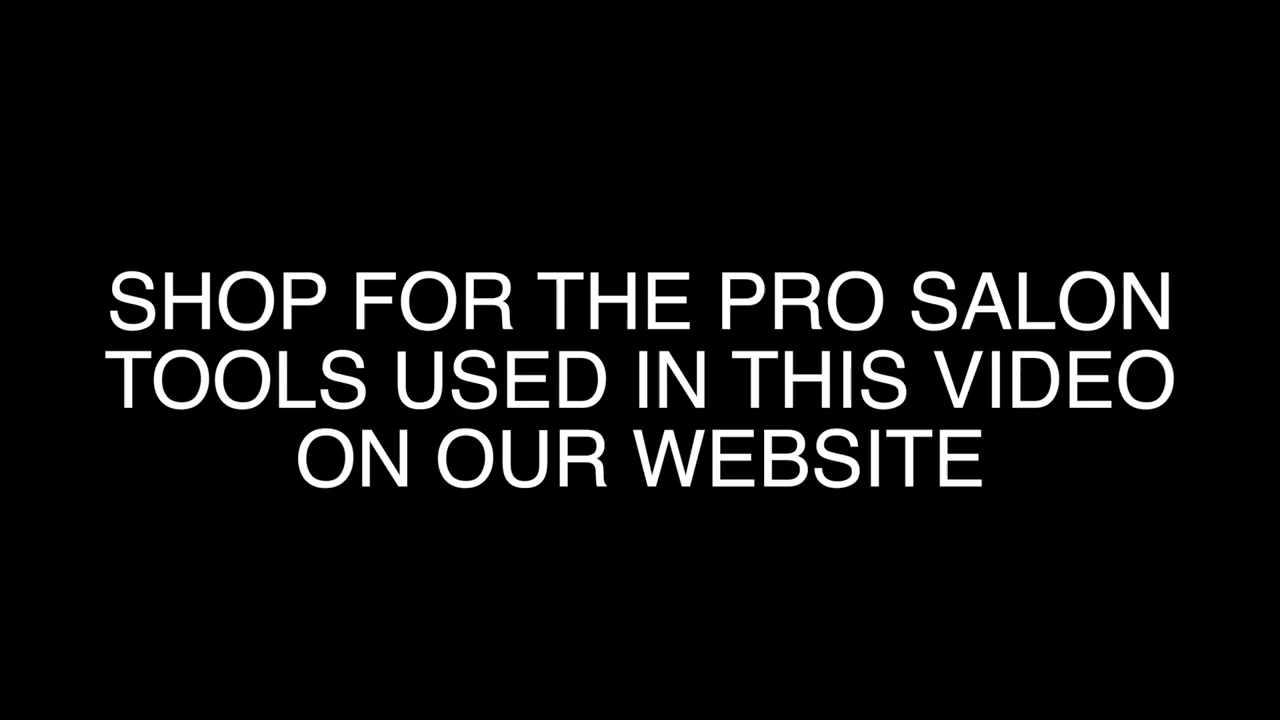 SHOP FOR THE PRO SALON
TOOLS USED IN THIS VIDEO
ON OUR WEBSITE